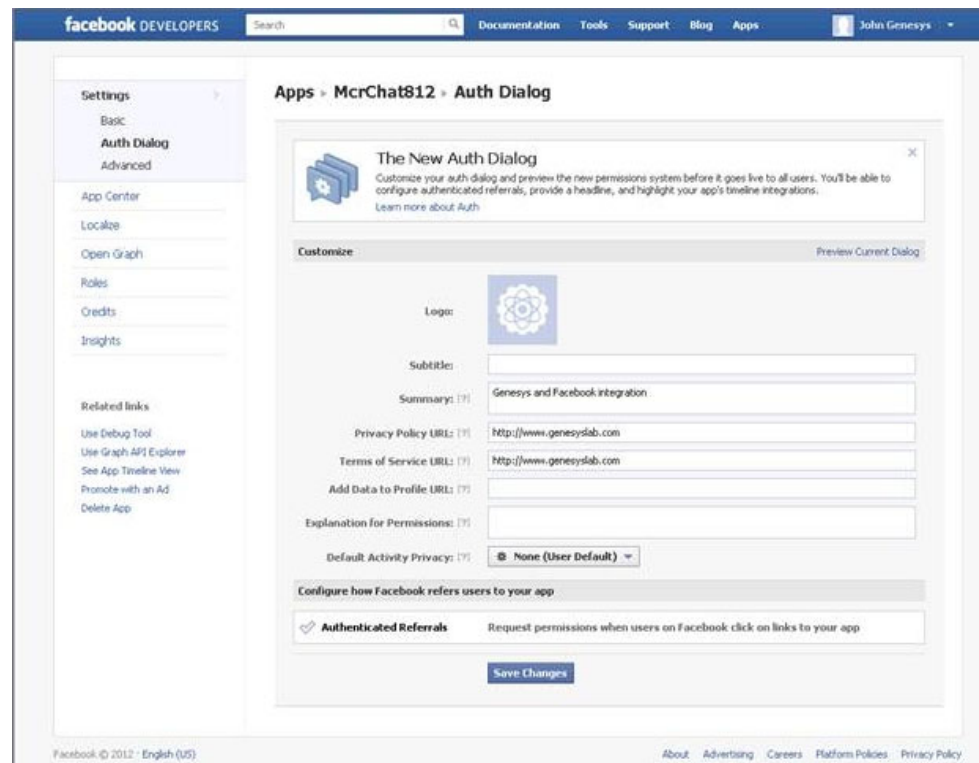 facebook DEVELOPERS
Search
Documentation Tools Support Blog Apps
John Genesys
Settings
Basic
Auth Dialog
Advanced
App Center
Localize
Open Graph
Roles
Credits
Insights
Related links
Use Debug Tool
Use Graph API Explorer
See App Timeline View
Promote with an Ad
Delete App
Apps McrChat812 Auth Dialog
The New Auth Dialog
Customize your auth dialog and preview the new permissions system before it goes live to all users. You'll be able to
configure authenticated referrals, provide a headline, and highlight your app's timeline integrations.
Learn more about Auth
Customize Preview Current Dialog
Logo:
Subtitle:
Summary: [?] Genesys and Facebook integration
Privacy Policy URL: [?] http://www.genesyslab.com
Terms of Service URL: [?] http://www.genesyslab.com
Add Data to Profile URL: [?]
Explanation for Permissions: [?]
Default Activity Privacy: [?] None (User Default)
Configure how Facebook refers users to your app
Authenticated Referrals Request permissions when users on Facebook click on links to your app
Save Changes
Facebook © 2012 · English (US)
About Advertising Careers Platform Policies Privacy Policy